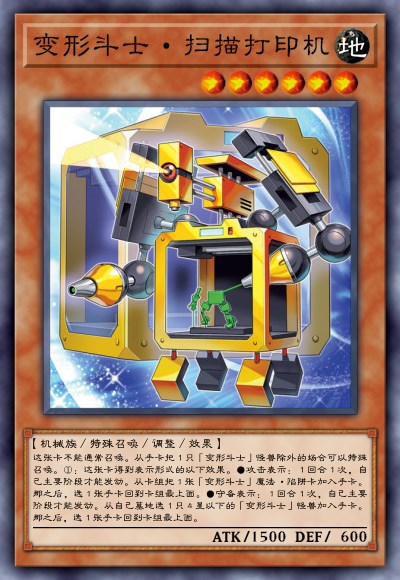 变形斗士・扫描打印机
地
【机械族／特殊召唤／调整／效果】
这张卡不能通常召唤。从手卡把1只「变形斗士」怪兽除外的场合可以特殊
召唤。①：这张卡得到表示形式的以下效果。●攻击表示：1回合1次，自
己主要阶段才能发动。从卡组把1张「变形斗士」魔法・陷阱卡加入手卡。
那之后，选1张手卡回到卡组最上面。●守备表示：1回合1次，自己主要
阶段才能发动。从自己墓地选1只4星以下的「变形斗士」怪兽加入手卡。
那之后，选1张手卡回到卡组最上面。
ATK/1500 DEF/ 600